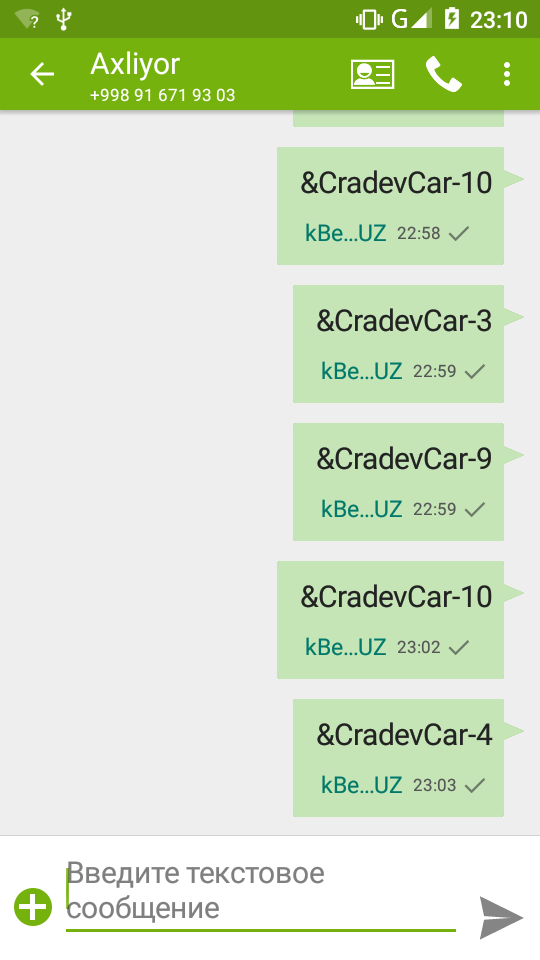 ? G 23:10
Axliyor
+998 91 671 93 03
&CradevCar-10
kBe...UZ 22:58
&CradevCar-3
kBe...UZ 22:59
&CradevCar-9
kBe...UZ 22:59
&CradevCar-10
kBe...UZ 23:02
&CradevCar-4
kBe...UZ 23:03
Введите текстовое
сообщение